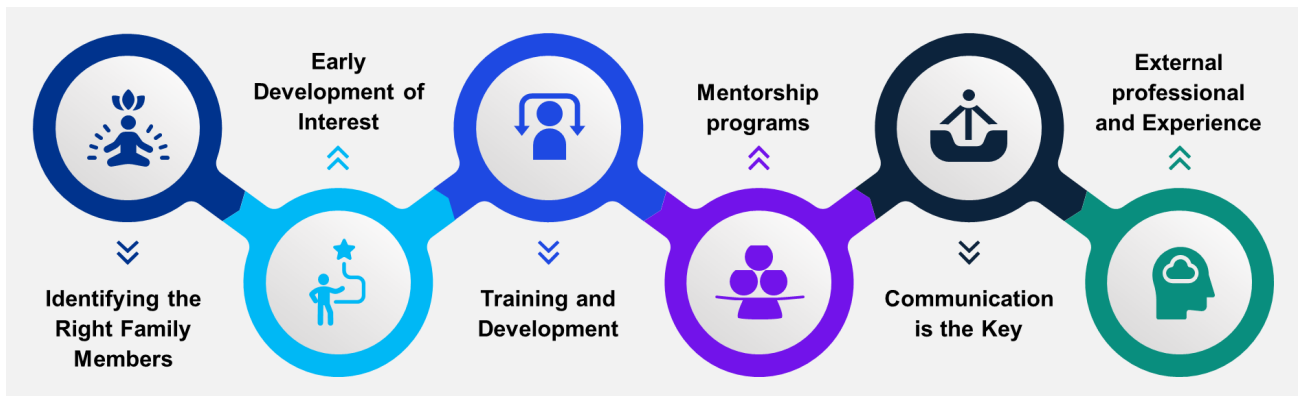 Identifying the
Right Family
Members
Early
Development of
Interest
Training and
Development
Mentorship
programs
Communication
is the Key
External
professional
and Experience